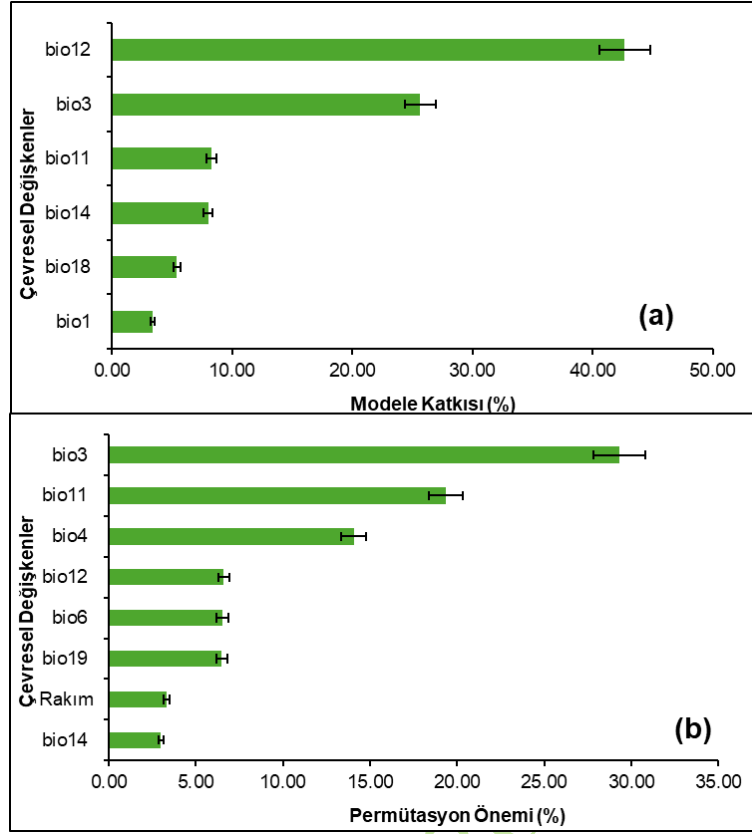 Çevresel Değişkenler
bio12
bio3
bio11
bio14
bio18
bio1
(a)
0.00 10.00 20.00 30.00 40.00 50.00
Modele Katkısı (%)
Çevresel Değişkenler
bio3
bio11
bio4
bio12
bio6
bio19
Rakım
bio14
(b)
0.00 5.00 10.00 15.00 20.00 25.00 30.00 35.00
Permütasyon Önemi (%)